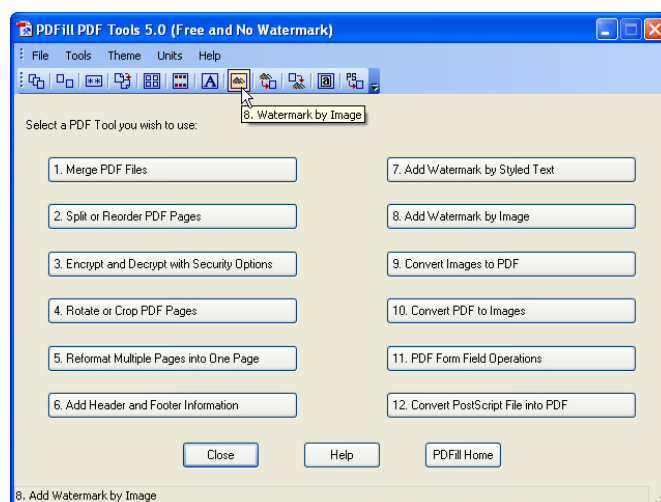 PDFill PDF Tools 5.0 (Free and No Watermark)
File Tools Theme Units Help
A a PS
8. Watermark by Image
Select a PDF Tool you wish to use:
1. Merge PDF Files
7. Add Watermark by Styled Text
2. Split or Reorder PDF Pages
8. Add Watermark by Image
3. Encrypt and Decrypt with Security Options
9. Convert Images to PDF
4. Rotate or Crop PDF Pages
10. Convert PDF to Images
5. Reformat Multiple Pages into One Page
11. PDF Form Field Operations
6. Add Header and Footer Information
12. Convert PostScript File into PDF
Close Help PDFill Home
8. Add Watermark by Image